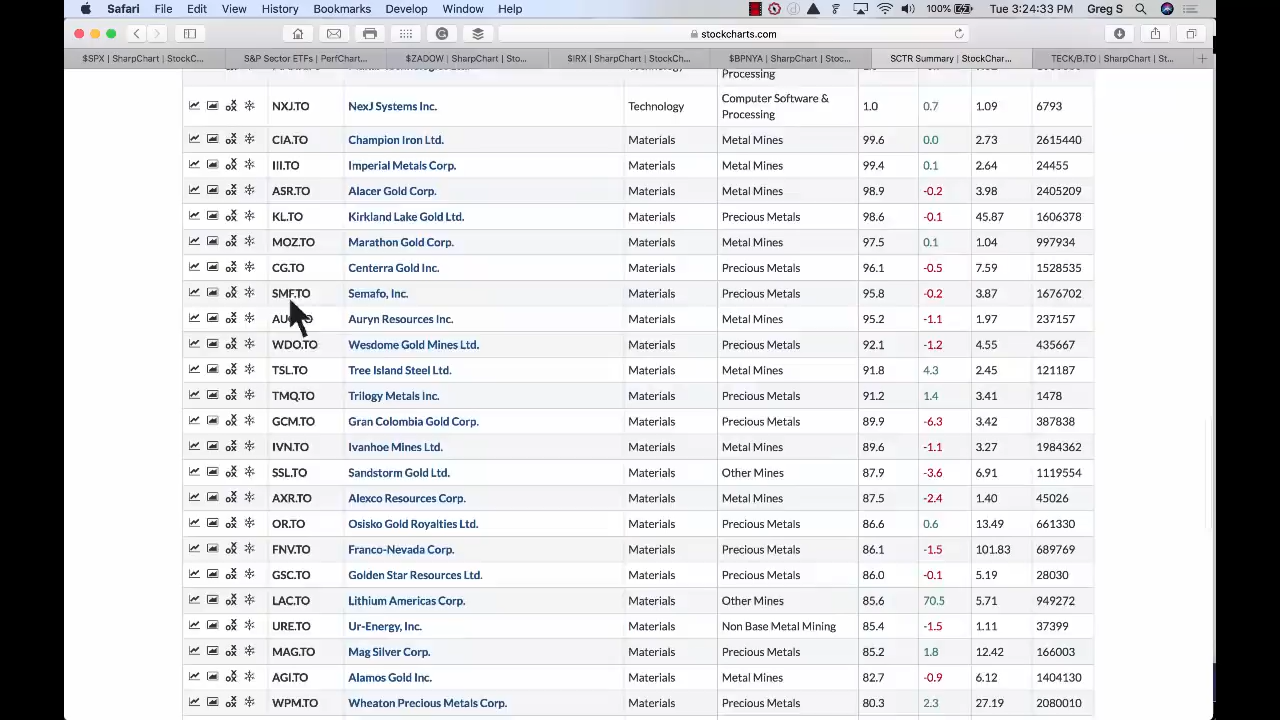 Safari File Edit View History Bookmarks Develop Window Help 100% Tue 3:24:33 PM Greg S
stockcharts.com
$SPX | SharpChart | StockC... S&P Sector ETFs | PerfChart... $ZADOW | SharpChart | Sto... $IRX | SharpChart | StockCh... $BPNYA | SharpChart | Stoc... SCTR Summary | StockChar... TECK/B.TO | SharpChart | St...
Processing
NXJ.TO NexJ Systems Inc. Technology Computer Software & 1.0 0.7 1.09 6793
Processing
CIA.TO Champion Iron Ltd. Materials Metal Mines 99.6 0.0 2.73 2615440
III.TO Imperial Metals Corp. Materials Metal Mines 99.4 0.1 2.64 24455
ASR.TO Alacer Gold Corp. Materials Metal Mines 98.9 -0.2 3.98 2405209
KL.TO Kirkland Lake Gold Ltd. Materials Precious Metals 98.6 -0.1 45.87 1606378
MOZ.TO Marathon Gold Corp. Materials Metal Mines 97.5 0.1 1.04 997934
CG.TO Centerra Gold Inc. Materials Precious Metals 96.1 -0.5 7.59 1528535
SMF.TO Semafo, Inc. Materials Precious Metals 95.8 -0.2 3.87 1676702
Auryn Resources Inc. Materials Metal Mines 95.2 -1.1 1.97 237157
WDO.TO Wesdome Gold Mines Ltd. Materials Precious Metals 92.1 -1.2 4.55 435667
TSL.TO Tree Island Steel Ltd. Materials Metal Mines 91.8 4.3 2.45 121187
TMQ.TO Trilogy Metals Inc. Materials Precious Metals 91.2 1.4 3.41 1478
GCM.TO Gran Colombia Gold Corp. Materials Precious Metals 89.9 -6.3 3.42 387838
IVN.TO Ivanhoe Mines Ltd. Materials Metal Mines 89.6 -1.1 3.27 1984362
SSL.TO Sandstorm Gold Ltd. Materials Other Mines 87.9 -3.6 6.91 1119554
AXR.TO Alexco Resources Corp. Materials Metal Mines 87.5 -2.4 1.40 45026
OR.TO Osisko Gold Royalties Ltd. Materials Precious Metals 86.6 0.6 13.49 661330
FNV.TO Franco-Nevada Corp. Materials Precious Metals 86.1 -1.5 101.83 689769
GSC.TO Golden Star Resources Ltd. Materials Precious Metals 86.0 -0.1 5.19 28030
LAC.TO Lithium Americas Corp. Materials Other Mines 85.6 70.5 5.71 949272
URE.TO Ur-Energy, Inc. Materials Non Base Metal Mining 85.4 -1.5 1.11 37399
MAG.TO Mag Silver Corp. Materials Precious Metals 85.2 1.8 12.42 166003
AGI.TO Alamos Gold Inc. Materials Precious Metals 82.7 -0.9 6.12 1404130
WPM.TO Wheaton Precious Metals Corp. Materials Precious Metals 80.3 2.3 27.19 2080010